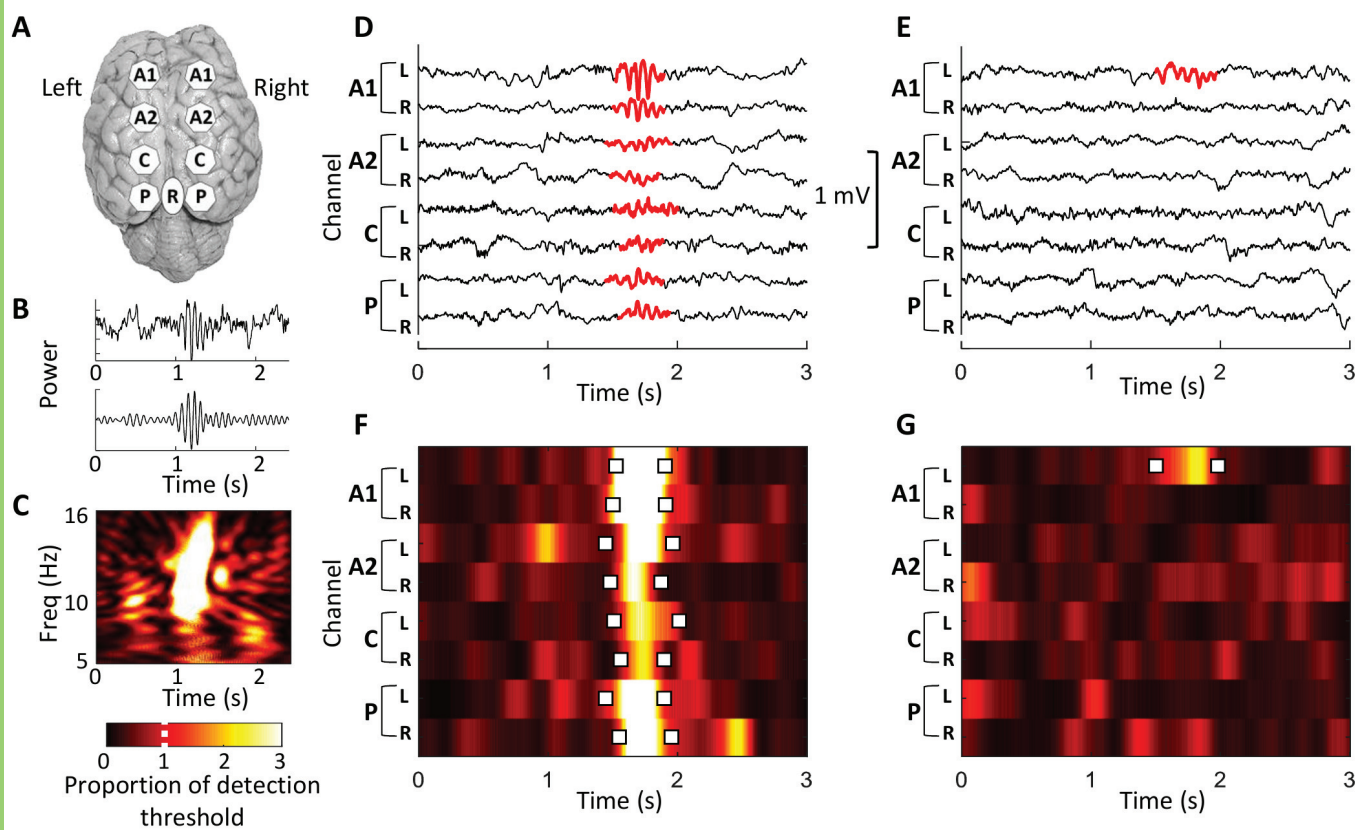 A
Left
Right
A1 A1
A2 A2
C C
P R P
B
Power
0 1 2
0 1 2
Time (s)
C
Freq (Hz)
16
10
5
0 1 2
Time (s)
0 1 2 3
Proportion of detection
threshold
D
Channel
A1 L
R
A2 L
R
C L
R
P L
R
0 1 2 3
Time (s)
1 mV
E
A1 L
R
A2 L
R
C L
R
P L
R
0 1 2 3
Time (s)
F
Channel
A1 L
R
A2 L
R
C L
R
P L
R
0 1 2 3
Time (s)
G
A1 L
R
A2 L
R
C L
R
P L
R
0 1 2 3
Time (s)